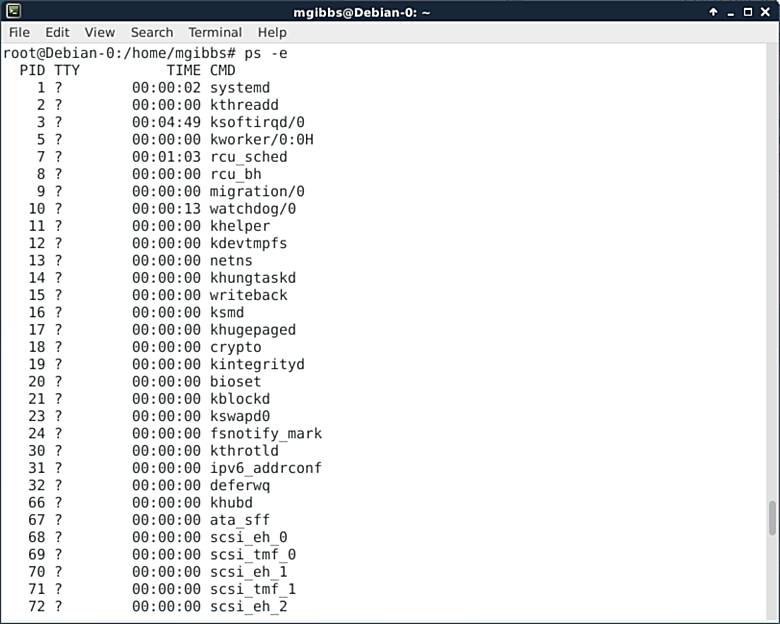 mgibbs@Debian-0: ~
File Edit View Search Terminal Help
root@Debian-0:/home/mgibbs# ps -e
  PID TTY          TIME CMD
    1 ?        00:00:02 systemd
    2 ?        00:00:00 kthreadd
    3 ?        00:04:49 ksoftirqd/0
    5 ?        00:00:00 kworker/0:0H
    7 ?        00:01:03 rcu_sched
    8 ?        00:00:00 rcu_bh
    9 ?        00:00:00 migration/0
   10 ?        00:00:13 watchdog/0
   11 ?        00:00:00 khelper
   12 ?        00:00:00 kdevtmpfs
   13 ?        00:00:00 netns
   14 ?        00:00:00 khungtaskd
   15 ?        00:00:00 writeback
   16 ?        00:00:00 ksmd
   17 ?        00:00:00 khugepaged
   18 ?        00:00:00 crypto
   19 ?        00:00:00 kintegrityd
   20 ?        00:00:00 bioset
   21 ?        00:00:00 kblockd
   23 ?        00:00:00 kswapd0
   24 ?        00:00:00 fsnotify_mark
   30 ?        00:00:00 kthrotld
   31 ?        00:00:00 ipv6_addrconf
   32 ?        00:00:00 deferwq
   66 ?        00:00:00 khubd
   67 ?        00:00:00 ata_sff
   68 ?        00:00:00 scsi_eh_0
   69 ?        00:00:00 scsi_tmf_0
   70 ?        00:00:00 scsi_eh_1
   71 ?        00:00:00 scsi_tmf_1
   72 ?        00:00:00 scsi_eh_2